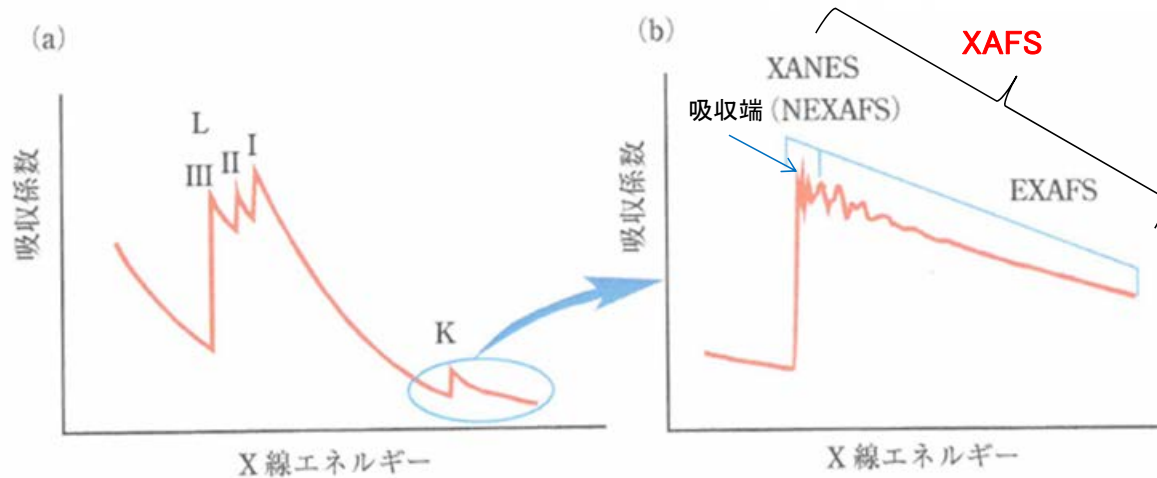 (a)
L
III II I
K
吸収係数
X 線エネルギー
(b)
XAFS
XANES
吸収端 (NEXAFS)
EXAFS
吸収係数
X 線エネルギー